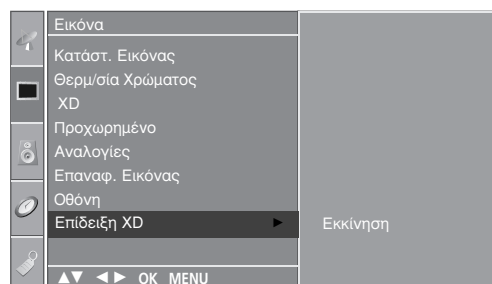 Εικόνα
Κατάστ. Εικόνας
Θερμ/σία Χρώματος
XD
Προχωρημένο
Αναλογίες
Επαναφ. Εικόνας
Οθόνη
Επίδειξη XD ► Εκκίνηση
▲▼ ◄► OK MENU